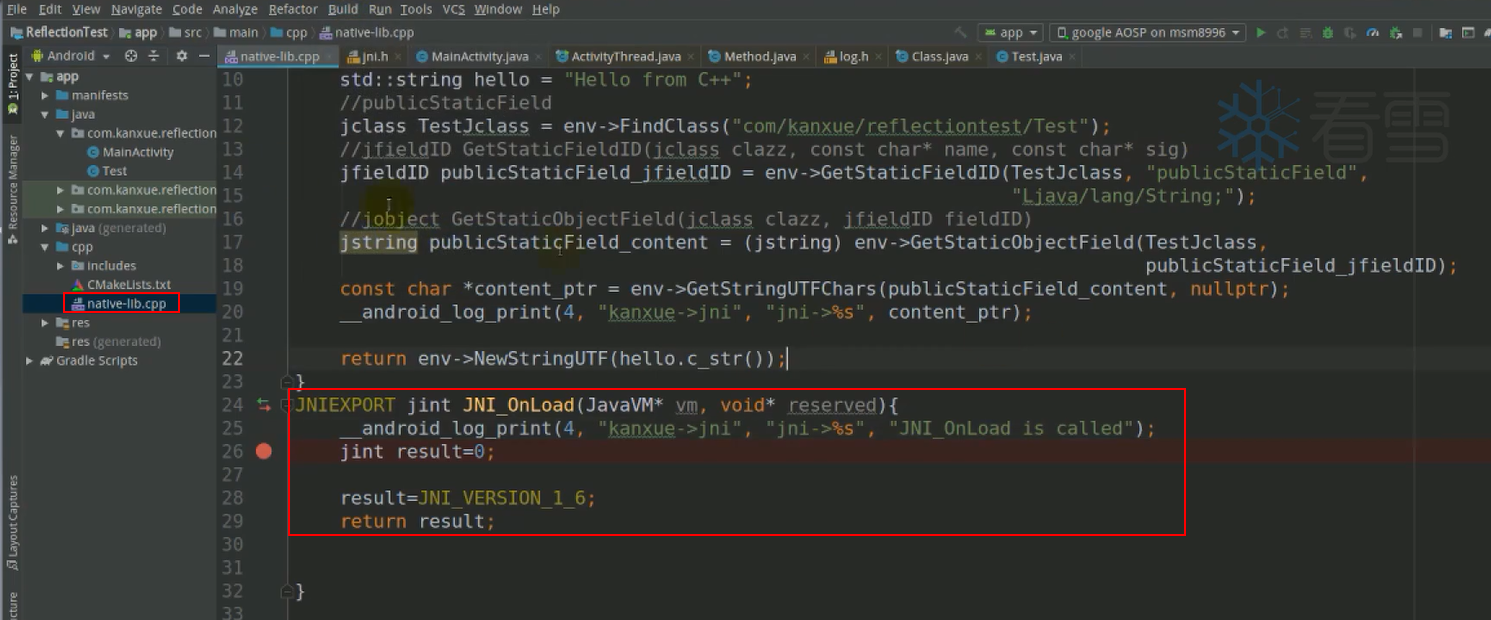 File Edit View Navigate Code Analyze Refactor Build Run Tools VCS Window Help
ReflectionTest app src main cpp native-lib.cpp app google AOSP on msm8996
1: Project
Resource Manager
Layout Captures
Android
native-lib.cpp jni.h MainActivity.java ActivityThread.java Method.java log.h Class.java Test.java
app
manifests
java
com.kanxue.reflection
MainActivity
Test
com.kanxue.reflection
com.kanxue.reflection
java (generated)
cpp
includes
CMakeLists.txt
native-lib.cpp
res
res (generated)
Gradle Scripts
看雪
10 std::string hello = "Hello from C++";
11 //publicStaticField
12 jclass TestJclass = env->FindClass("com/kanxue/reflectiontest/Test");
13 //jfieldID GetStaticFieldID(jclass clazz, const char* name, const char* sig)
14 jfieldID publicStaticField_jfieldID = env->GetStaticFieldID(TestJclass, "publicStaticField",
15 "Ljava/lang/String;");
16 //jobject GetStaticObjectField(jclass clazz, jfieldID fieldID)
17 jstring publicStaticField_content = (jstring) env->GetStaticObjectField(TestJclass,
18 publicStaticField_jfieldID);
19 const char *content_ptr = env->GetStringUTFChars(publicStaticField_content, nullptr);
20 __android_log_print(4, "kanxue->jni", "jni->%s", content_ptr);
21
22 return env->NewStringUTF(hello.c_str());
23 }
24 JNIEXPORT jint JNI_OnLoad(JavaVM* vm, void* reserved){
25 __android_log_print(4, "kanxue->jni", "jni->%s", "JNI_OnLoad is called");
26 jint result=0;
27
28 result=JNI_VERSION_1_6;
29 return result;
30
31
32 }
33